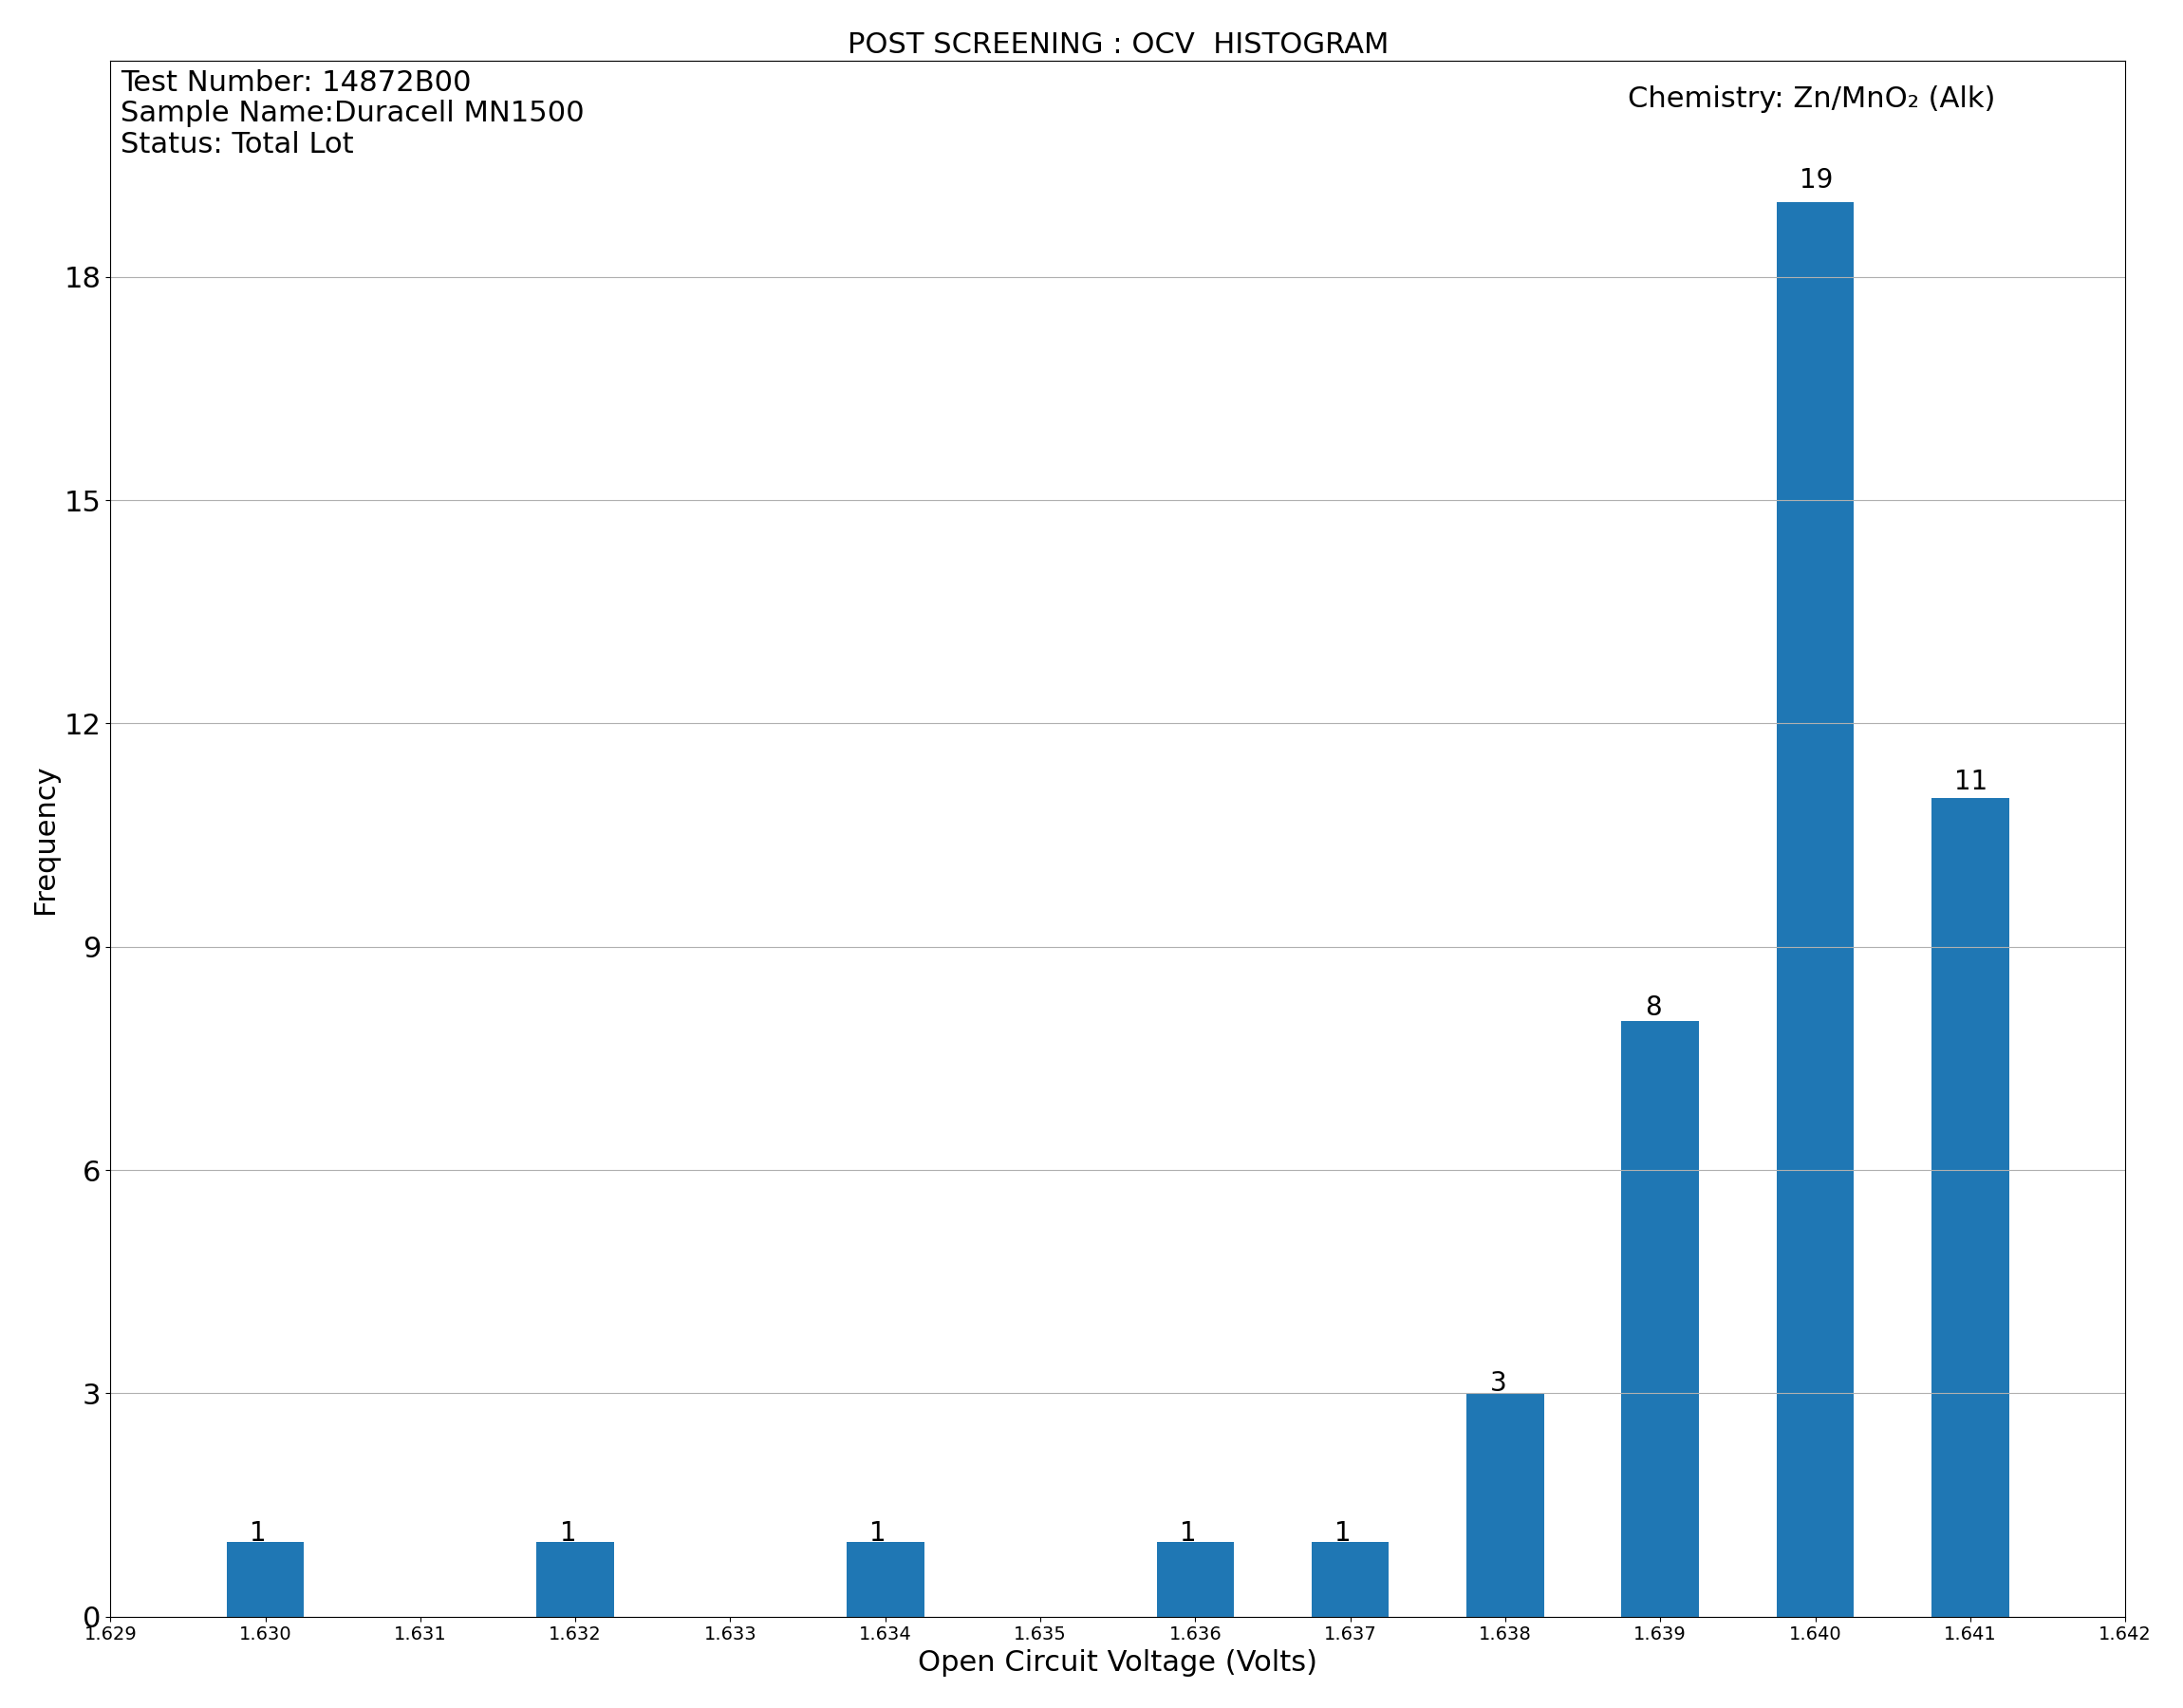 POST SCREENING : OCV  HISTOGRAM
Test Number: 14872B00
Sample Name:Duracell MN1500
Status: Total Lot
Chemistry: Zn/MnO₂ (Alk)
19
18
15
12
11
Frequency
9
8
6
3
3
1 1 1 1 1
0
1.629 1.630 1.631 1.632 1.633 1.634 1.635 1.636 1.637 1.638 1.639 1.640 1.641 1.642
Open Circuit Voltage (Volts)